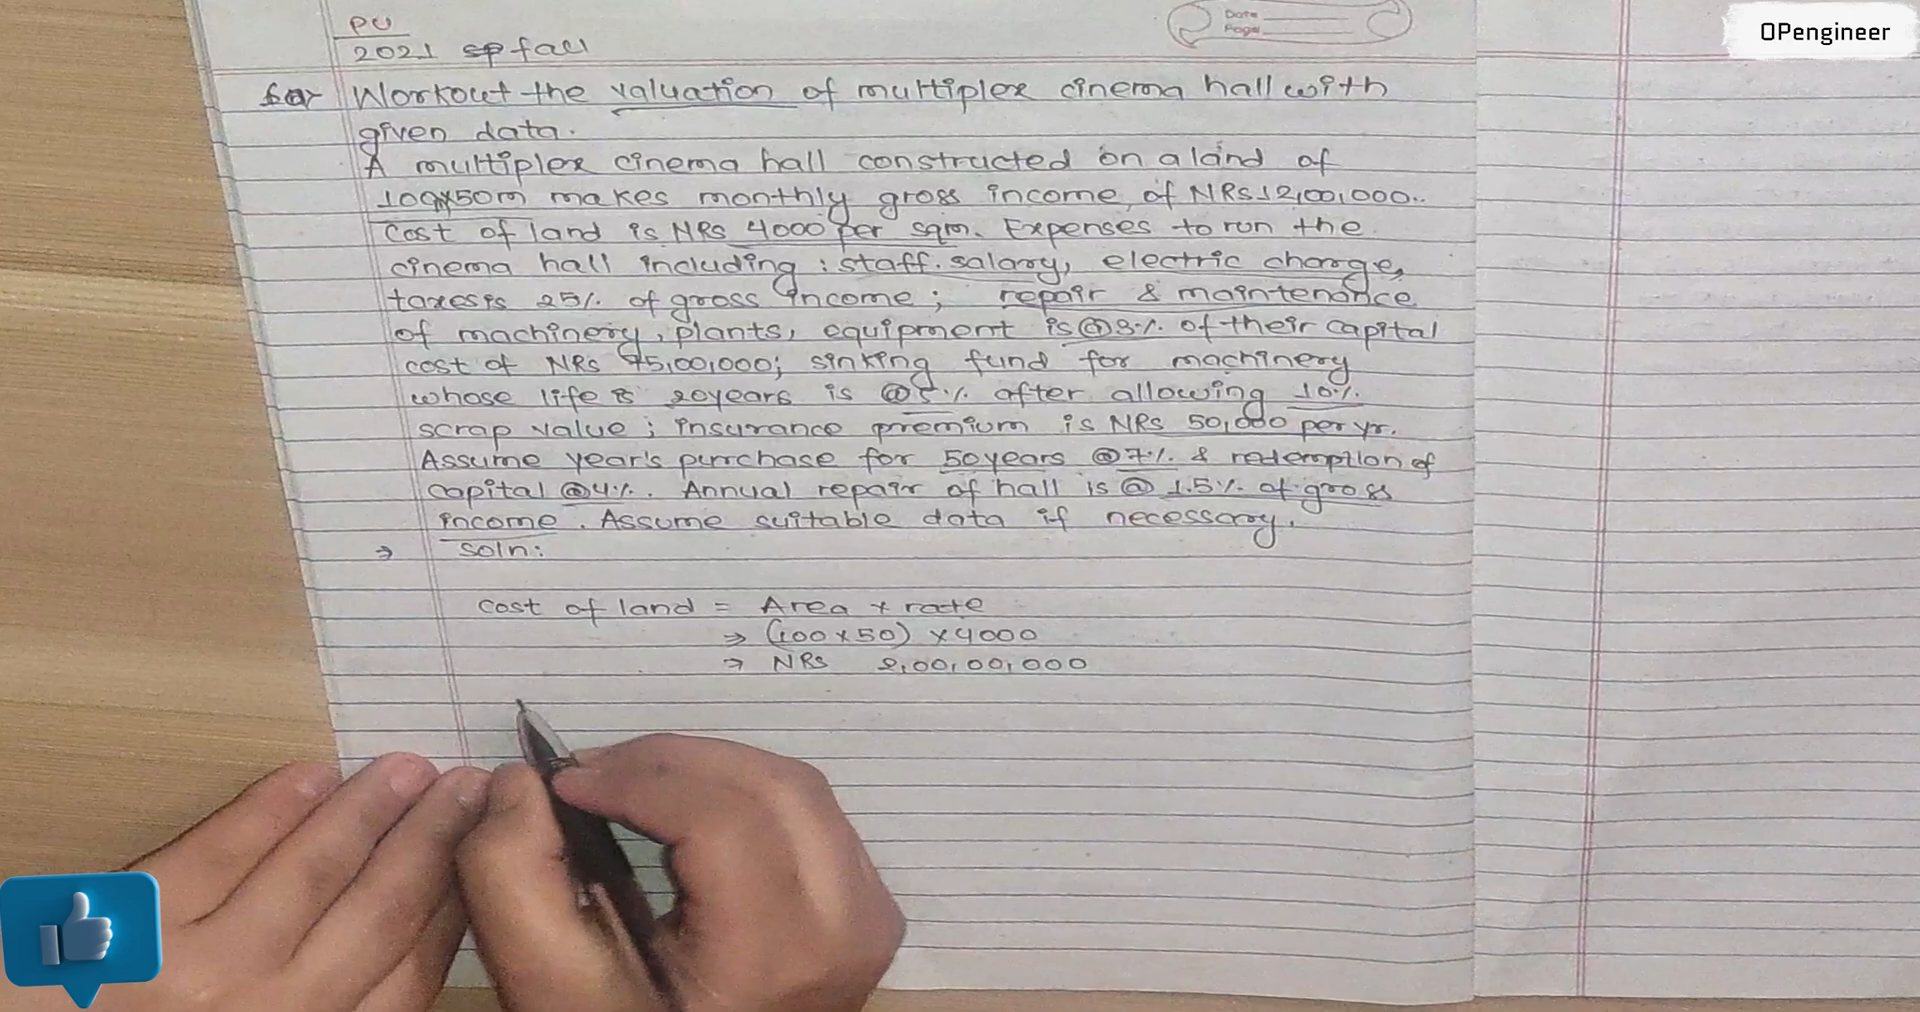 PU
2021 sp fall
Date
Page
OPengineer
6a> Workout the valuation of multiplex cinema hall with
given data.
A multiplex cinema hall constructed on a land of
100x50m makes monthly gross income of NRs 12,00,000..
Cost of land is NRs 4000 per sqm. Expenses to run the
cinema hall including : staff salary, electric charge,
taxes is 25% of gross income ; repair & maintenance
of machinery, plants, equipment is @ 3% of their capital
cost of NRs 75,00,000; sinking fund for machinery
whose life is 20years is @5% after allowing 10%
scrap value ; insurance premium is NRs 50,000 per yr.
Assume year's purchase for 50years @7% & redemption of
capital @4%. Annual repair of hall is @ 1.5% of gross
income . Assume suitable data if necessary.
⇒ soln:
Cost of land = Area x rate
⇒ (100 x 50) x 4000
⇒ NRs 2,00,00,000